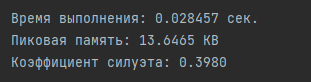 Время выполнения: 0.028457 сек.
Пиковая память: 13.6465 KB
Коэффициент силуэта: 0.3980